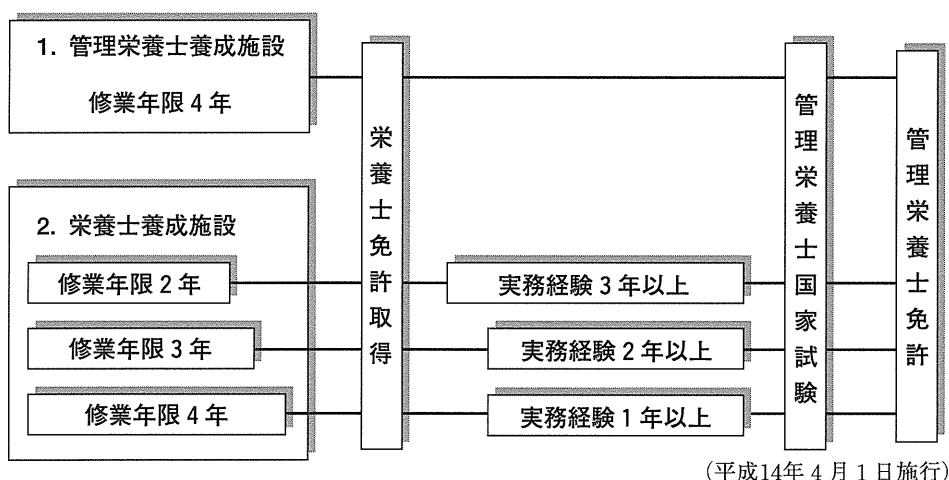 1. 管理栄養士養成施設
修業年限4年
2. 栄養士養成施設
修業年限2年
修業年限3年
修業年限4年
栄養士免許取得
実務経験3年以上
実務経験2年以上
実務経験1年以上
管理栄養士国家試験
管理栄養士免許
(平成14年4月1日施行)